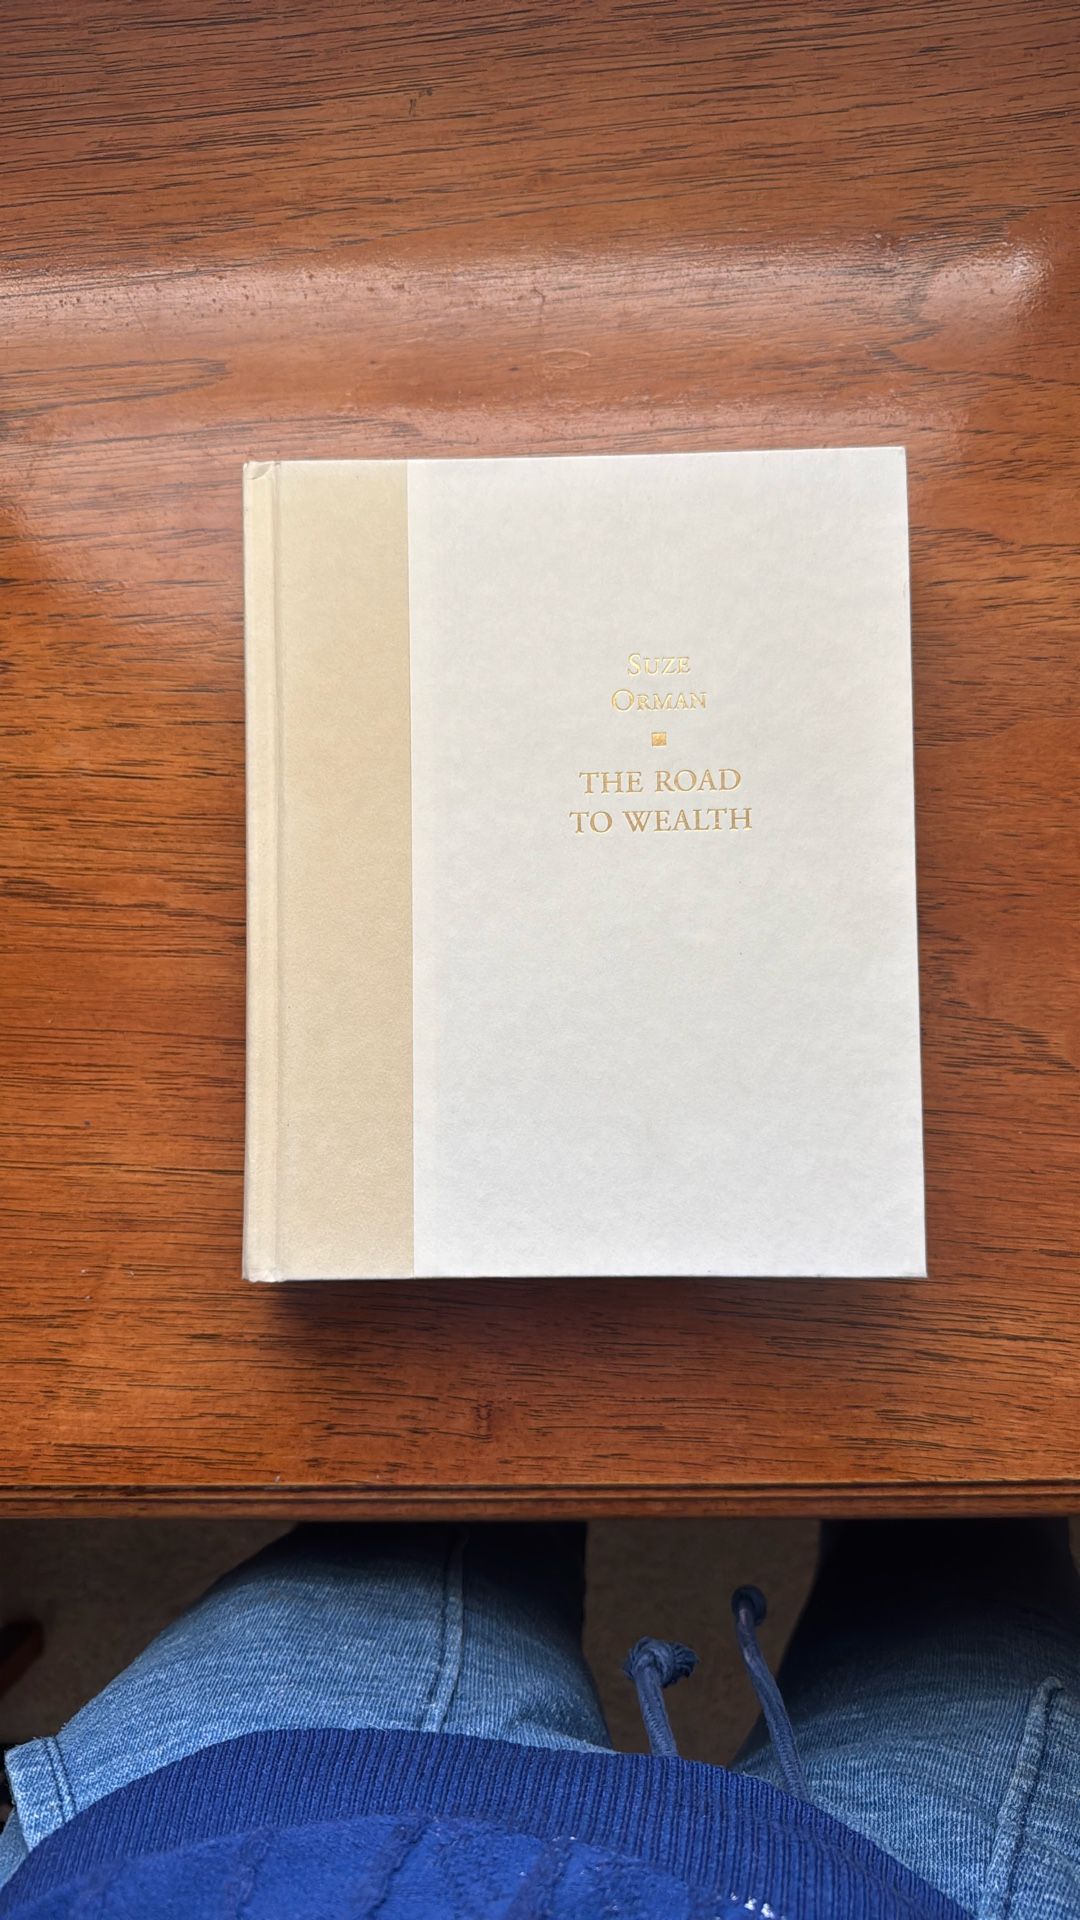 SUZE
ORMAN
THE ROAD
TO WEALTH